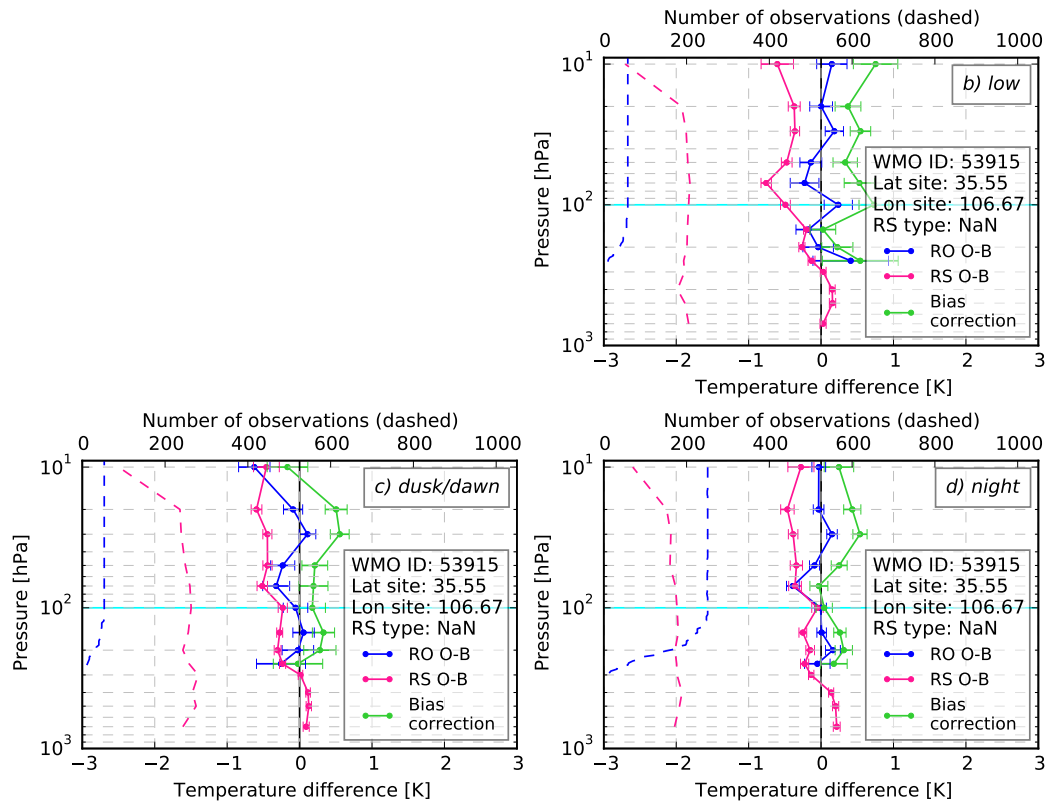 Number of observations (dashed)
0 200 400 600 800 1000
10¹
10²
10³
Pressure [hPa]
b) low
WMO ID: 53915
Lat site: 35.55
Lon site: 106.67
RS type: NaN
RO O-B
RS O-B
Bias
correction
−3 −2 −1 0 1 2 3
Temperature difference [K]
Number of observations (dashed)
0 200 400 600 800 1000
10¹
10²
10³
Pressure [hPa]
c) dusk/dawn
WMO ID: 53915
Lat site: 35.55
Lon site: 106.67
RS type: NaN
RO O-B
RS O-B
Bias
correction
−3 −2 −1 0 1 2 3
Temperature difference [K]
Number of observations (dashed)
0 200 400 600 800 1000
10¹
10²
10³
Pressure [hPa]
d) night
WMO ID: 53915
Lat site: 35.55
Lon site: 106.67
RS type: NaN
RO O-B
RS O-B
Bias
correction
−3 −2 −1 0 1 2 3
Temperature difference [K]